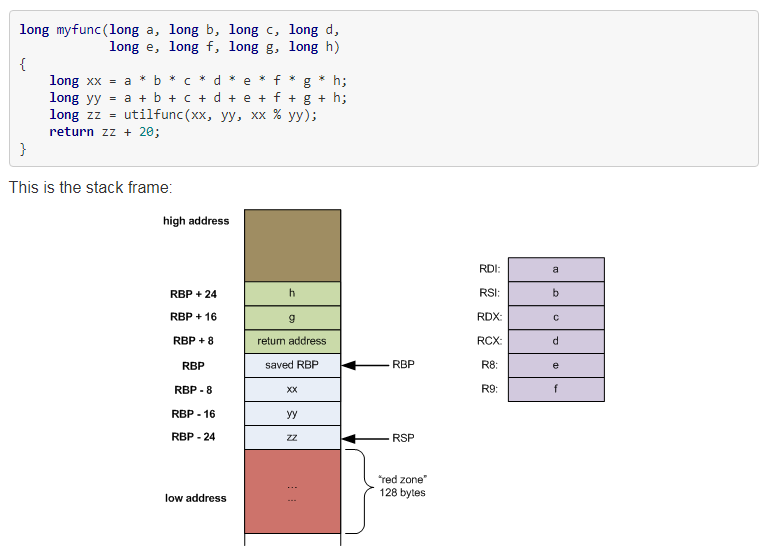 long myfunc(long a, long b, long c, long d,
            long e, long f, long g, long h)
{
    long xx = a * b * c * d * e * f * g * h;
    long yy = a + b + c + d + e + f + g + h;
    long zz = utilfunc(xx, yy, xx % yy);
    return zz + 20;
}
This is the stack frame:
high address
RBP + 24 h
RBP + 16 g
RBP + 8 return address
RBP saved RBP RBP
RBP - 8 xx
RBP - 16 yy
RBP - 24 zz RSP
...
...
low address
"red zone"
128 bytes
RDI: a
RSI: b
RDX: c
RCX: d
R8: e
R9: f